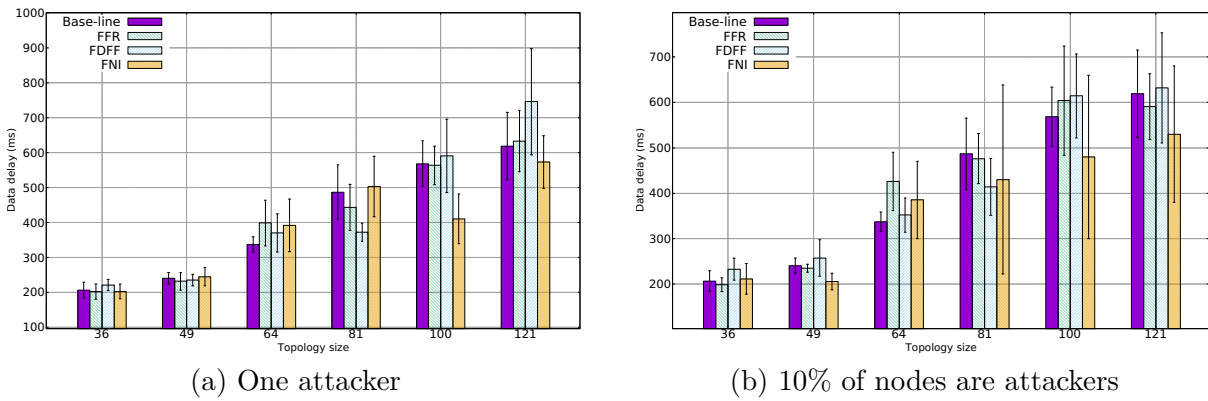 1000
900
800
700
600
500
400
300
200
100
Data delay (ms)
Base-line
FFR
FDFF
FNI
36 49 64 81 100 121
Topology size
(a) One attacker
700
600
500
400
300
200
Data delay (ms)
Base-line
FFR
FDFF
FNI
36 49 64 81 100 121
Topology size
(b) 10% of nodes are attackers